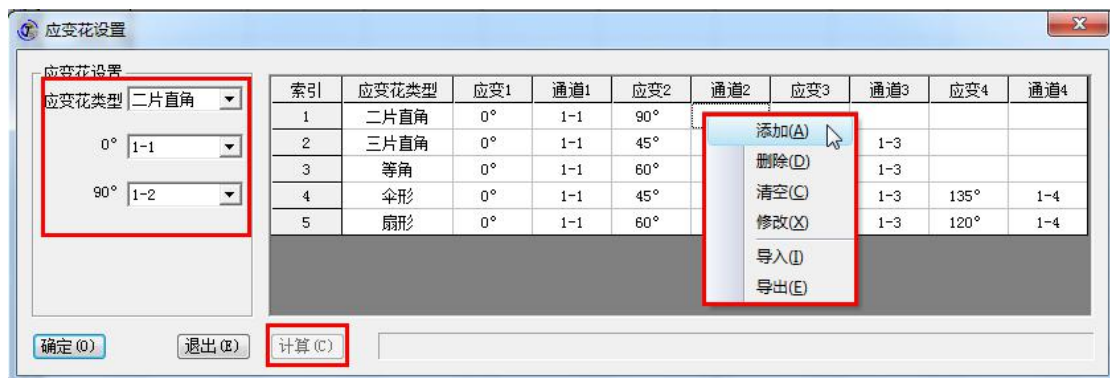 应变花设置
应变花设置
应变花类型 二片直角
0° 1-1
90° 1-2
索引 应变花类型 应变1 通道1 应变2 通道2 应变3 通道3 应变4 通道4
1 二片直角 0° 1-1 90°
2 三片直角 0° 1-1 45° 1-3
3 等角 0° 1-1 60° 1-3
4 伞形 0° 1-1 45° 1-3 135° 1-4
5 扇形 0° 1-1 60° 1-3 120° 1-4
添加(A)
删除(D)
清空(C)
修改(X)
导入(I)
导出(E)
确定(O) 退出(E) 计算(C)